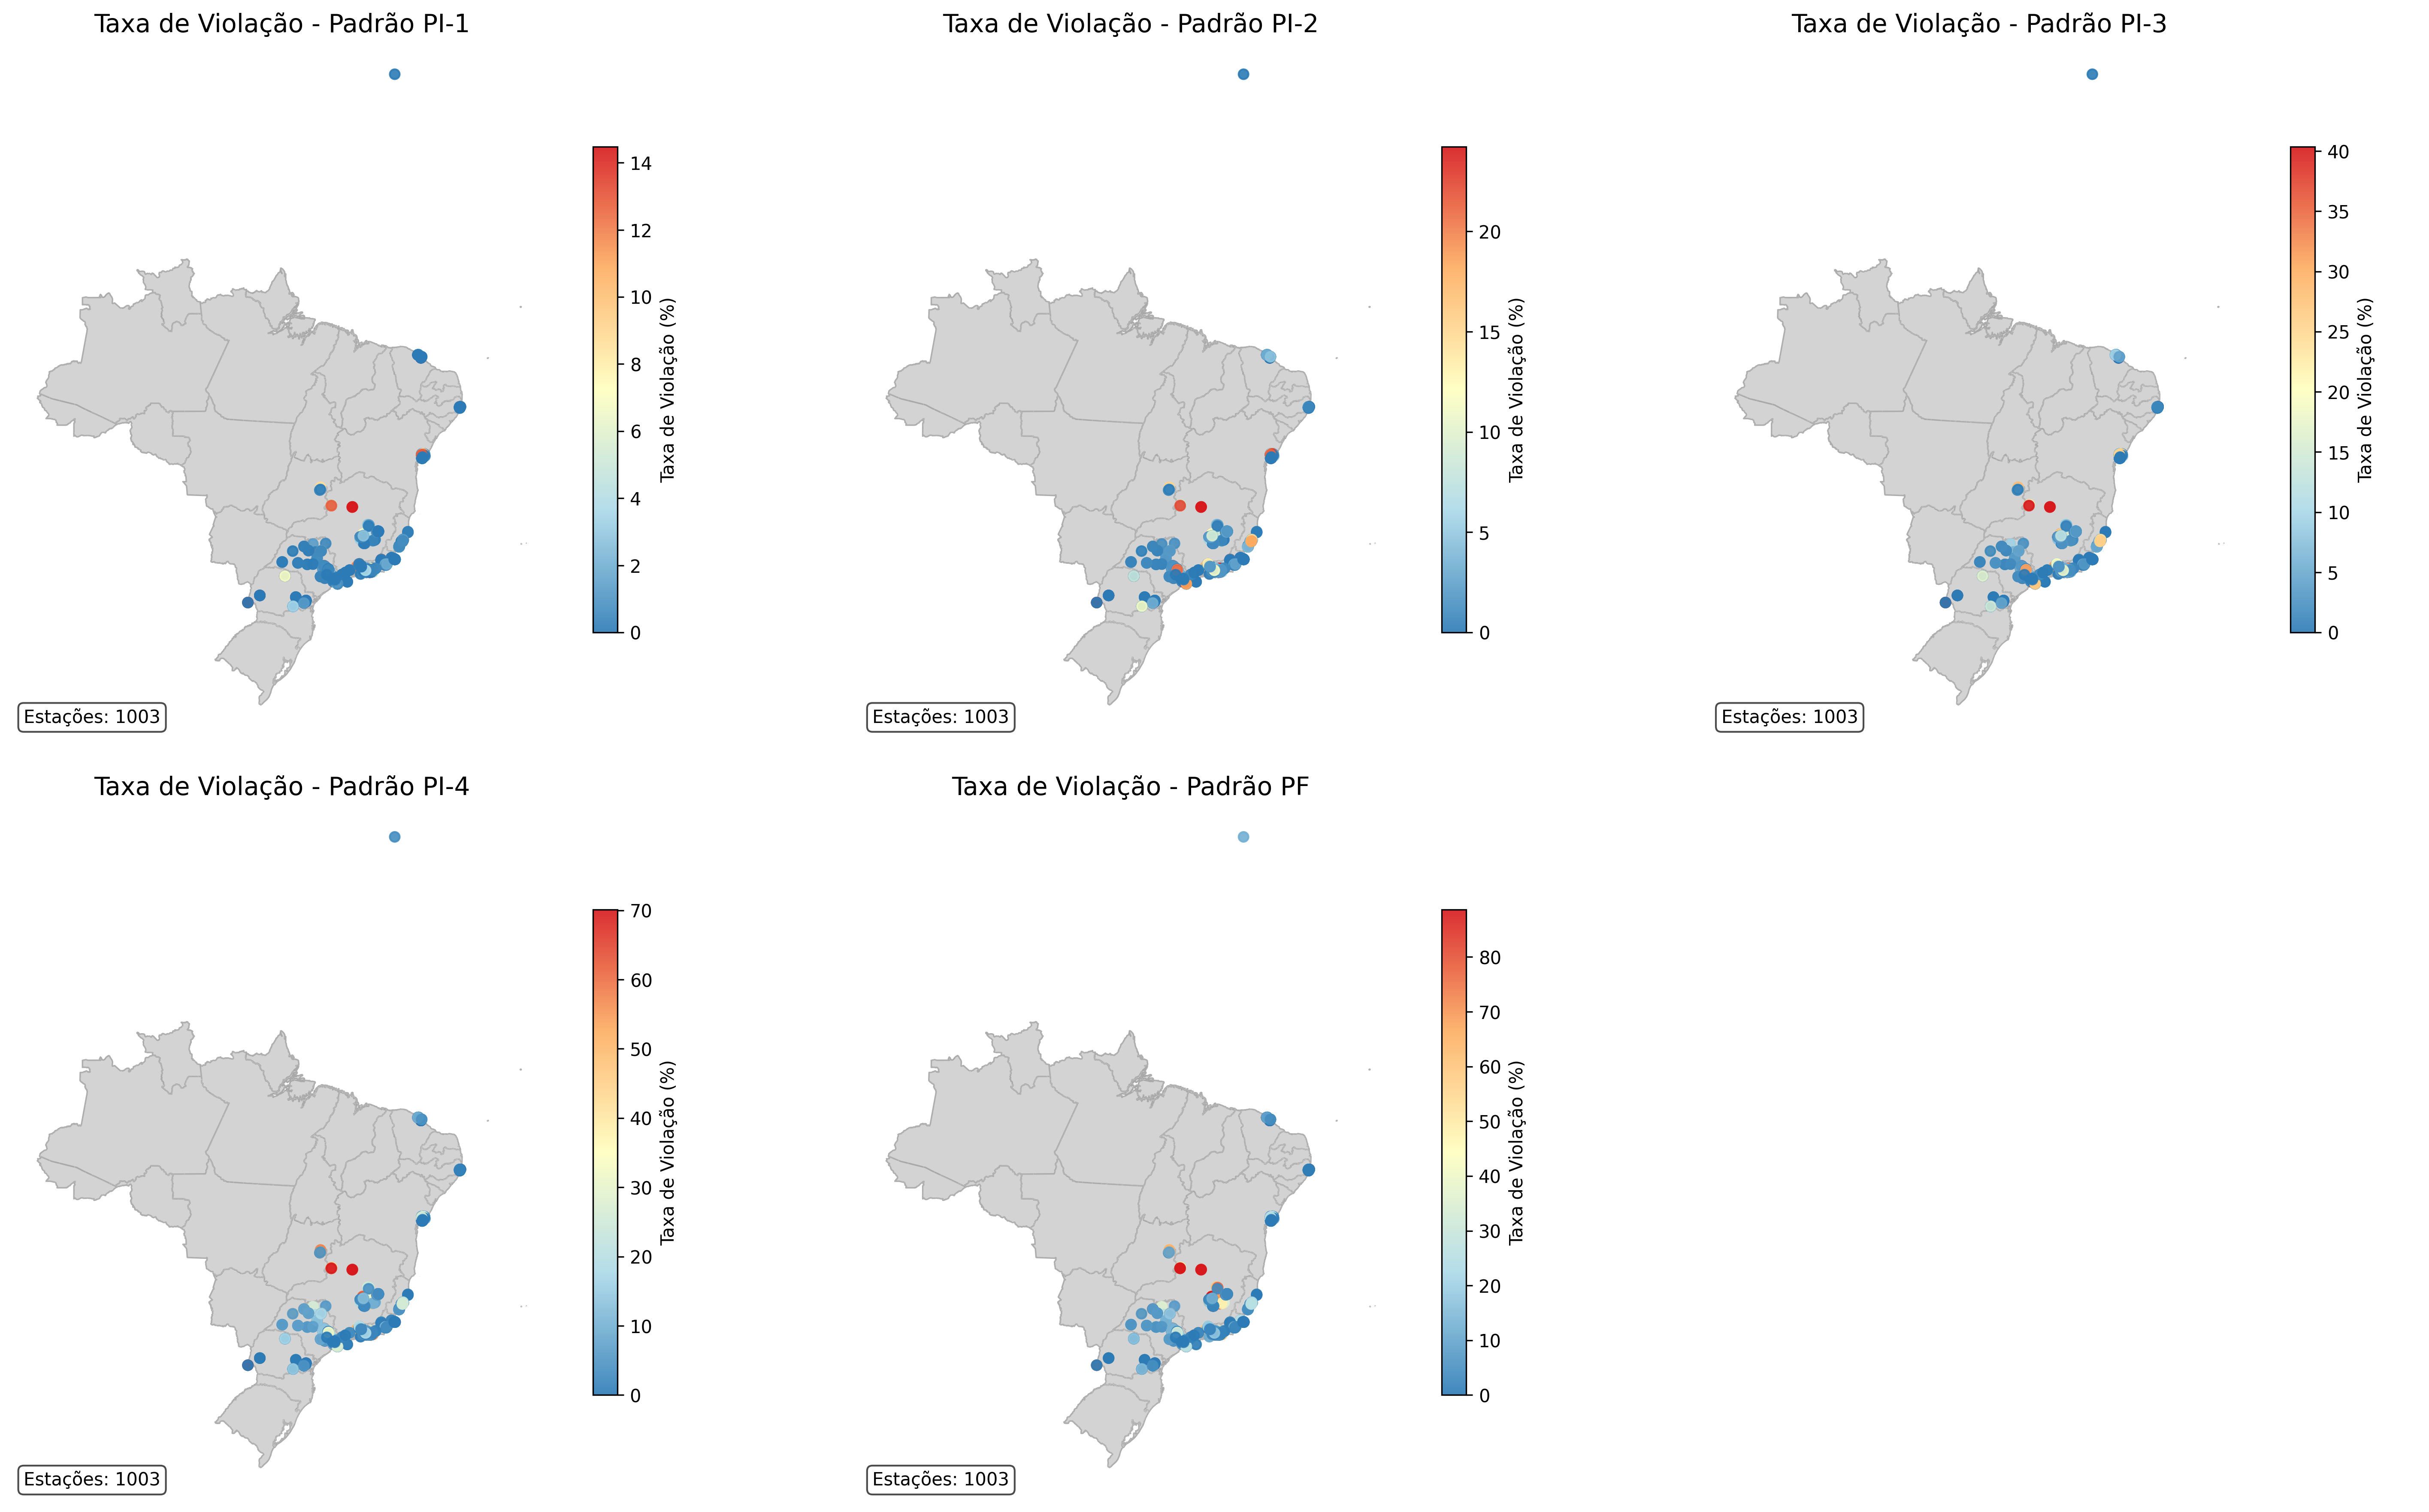 Taxa de Violação - Padrão PI-1
14
12
10
8
6
4
2
0
Taxa de Violação (%)
Estações: 1003
Taxa de Violação - Padrão PI-2
20
15
10
5
0
Taxa de Violação (%)
Estações: 1003
Taxa de Violação - Padrão PI-3
40
35
30
25
20
15
10
5
0
Taxa de Violação (%)
Estações: 1003
Taxa de Violação - Padrão PI-4
70
60
50
40
30
20
10
0
Taxa de Violação (%)
Estações: 1003
Taxa de Violação - Padrão PF
80
70
60
50
40
30
20
10
0
Taxa de Violação (%)
Estações: 1003